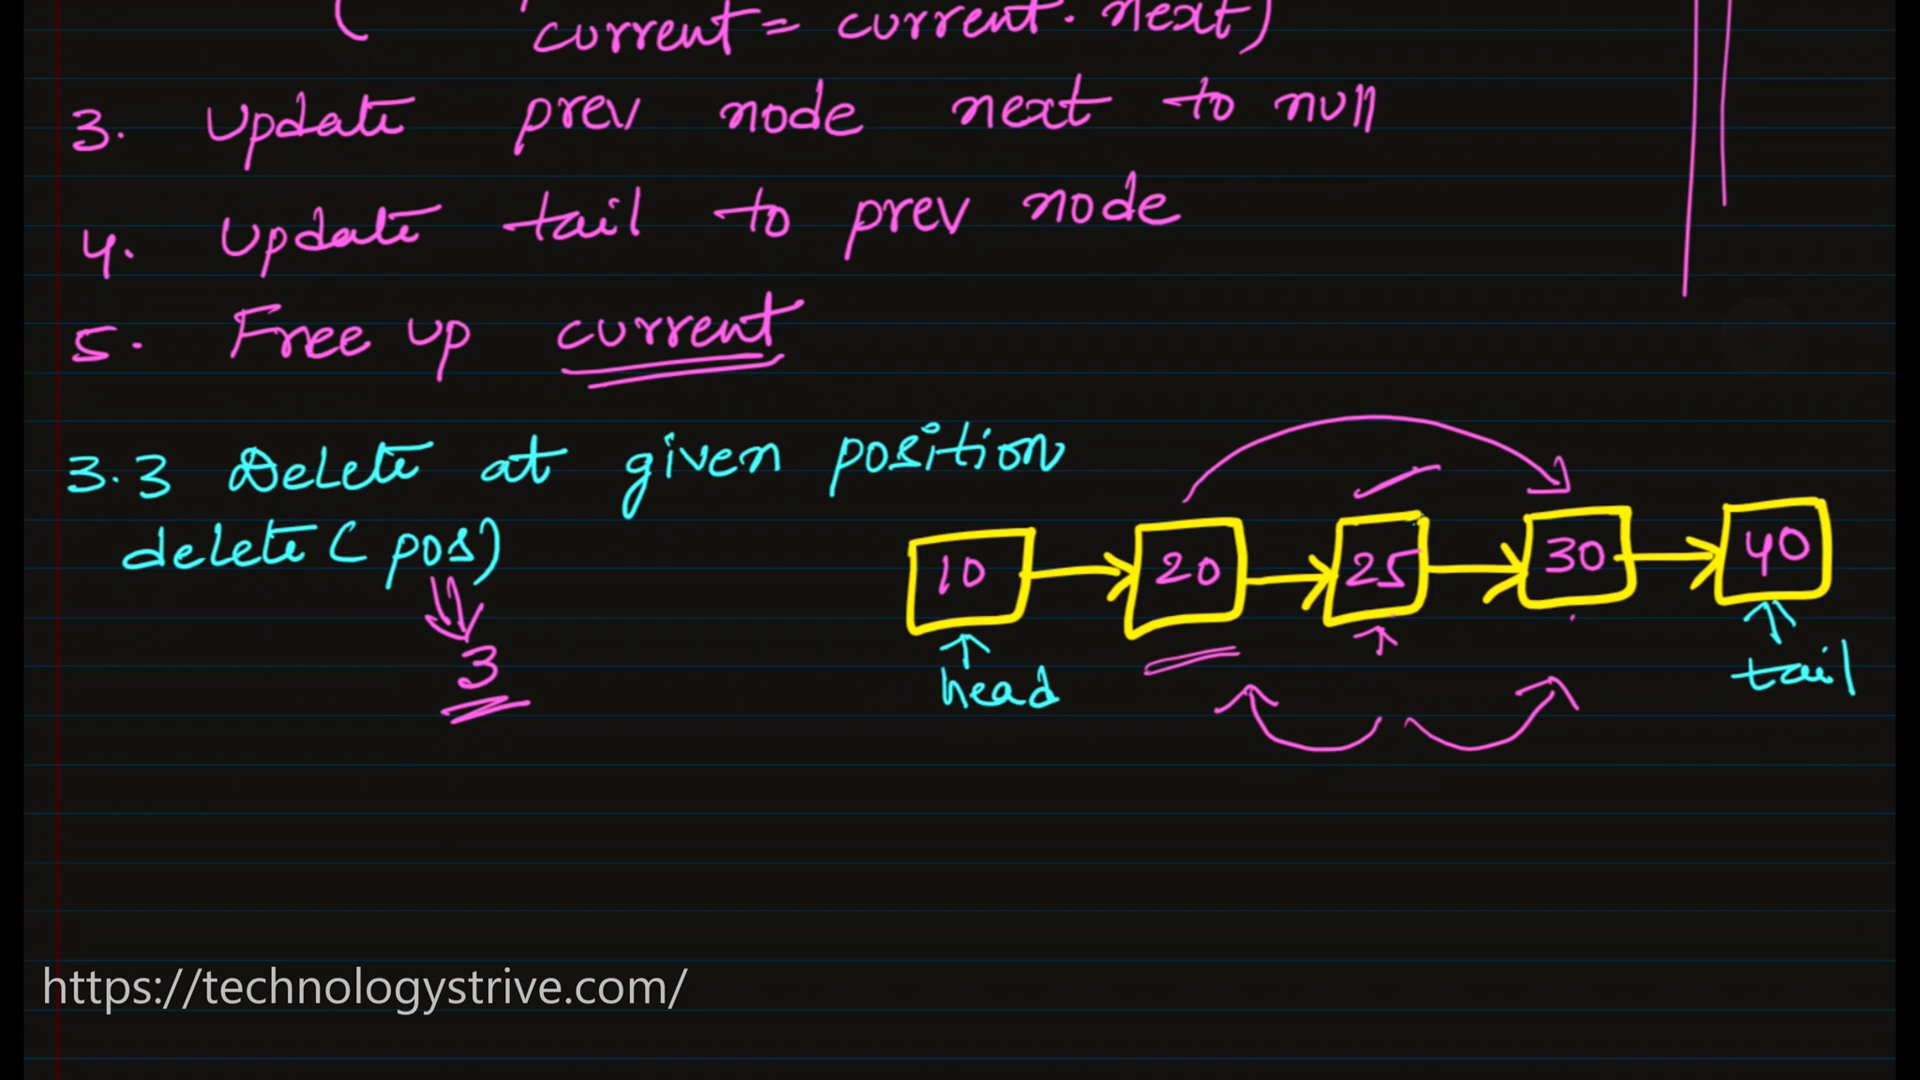 ( current = current. next)
3. Update prev node next to null
4. Update tail to prev node
5. Free up current
3.3 Delete at given position
delete ( pos)
3
10 20 25 30 40
head tail
https://technologystrive.com/